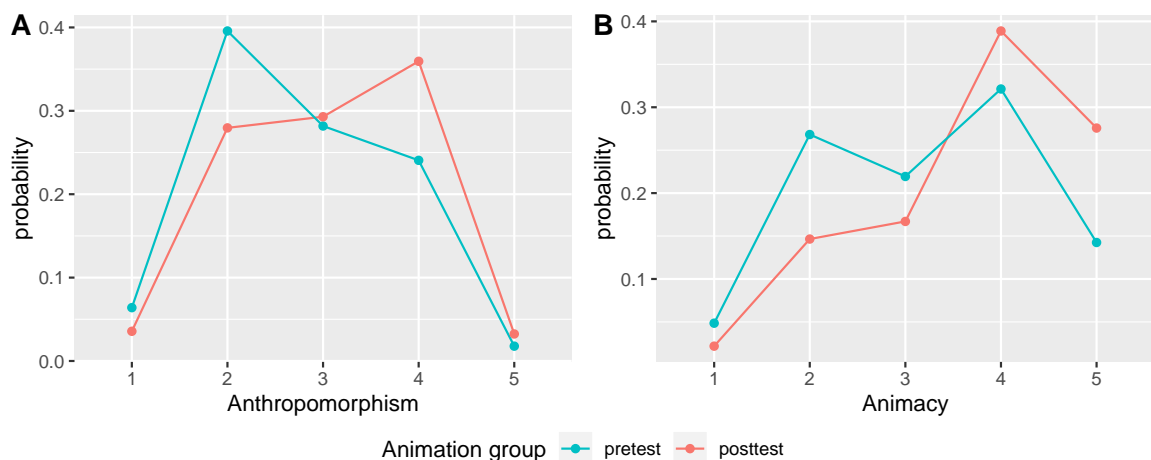 A
probability
0.4
0.3
0.2
0.1
0.0
1 2 3 4 5
Anthropomorphism
B
probability
0.4
0.3
0.2
0.1
1 2 3 4 5
Animacy
Animation group pretest posttest